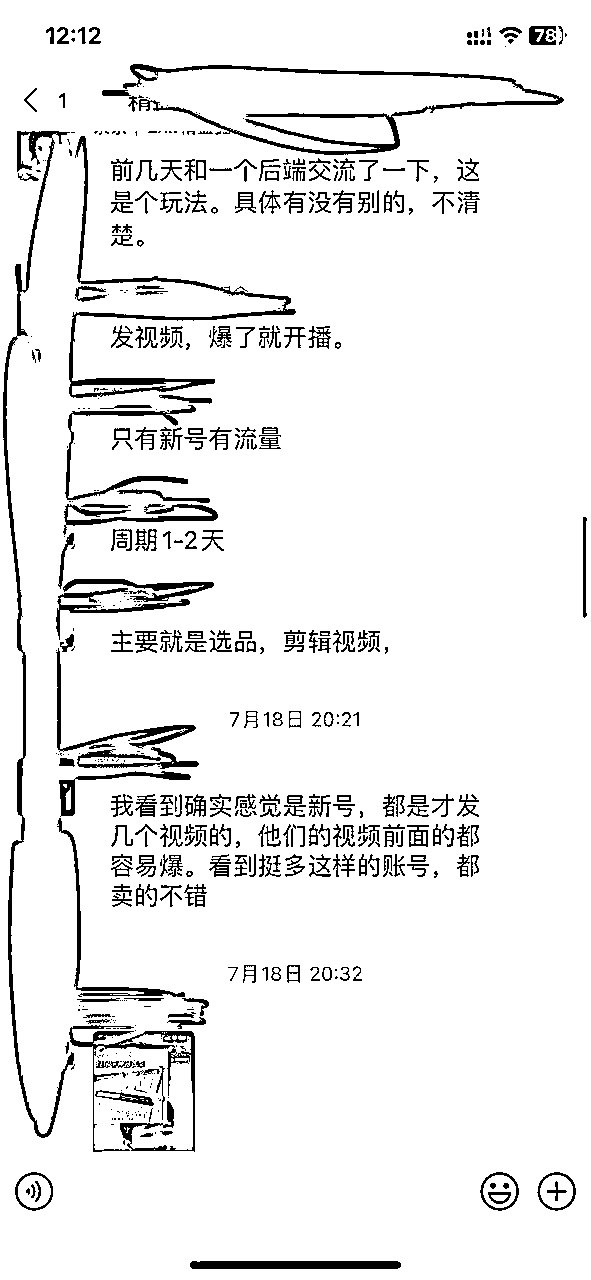 12:12
78
1
前几天和一个后端交流了一下，这
是个玩法。具体有没有别的，不清
楚。
发视频，爆了就开播。
只有新号有流量
周期1-2天
主要就是选品，剪辑视频，
7月18日 20:21
我看到确实感觉是新号，都是才发
几个视频的，他们的视频前面的都
容易爆。看到挺多这样的账号，都
卖的不错
7月18日 20:32